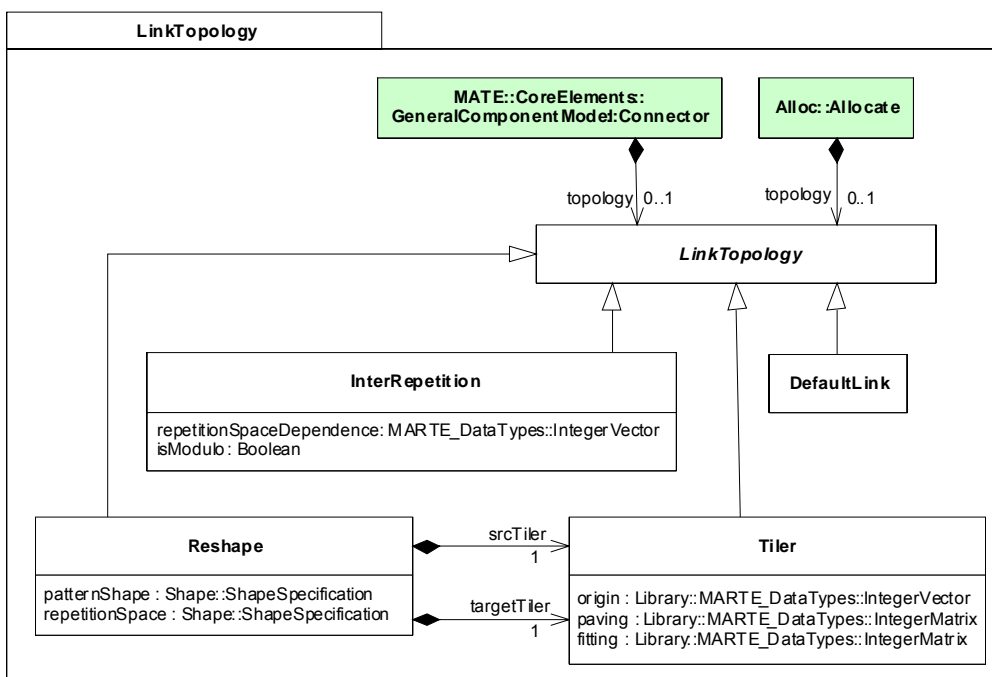 LinkTopology
MATE::CoreElements::
GeneralComponentModel:Connector
Alloc::Allocate
topology 0..1
topology 0..1
LinkTopology
InterRepetition
repetitionSpaceDependence: MARTE_DataTypes::IntegerVector
isModulo : Boolean
DefaultLink
Reshape
patternShape : Shape::ShapeSpecification
repetitionSpace : Shape::ShapeSpecification
srcTiler
1
targetTiler
1
Tiler
origin : Library::MARTE_DataTypes::IntegerVector
paving : Library::MARTE_DataTypes::IntegerMatrix
fitting : Library::MARTE_DataTypes::IntegerMatrix